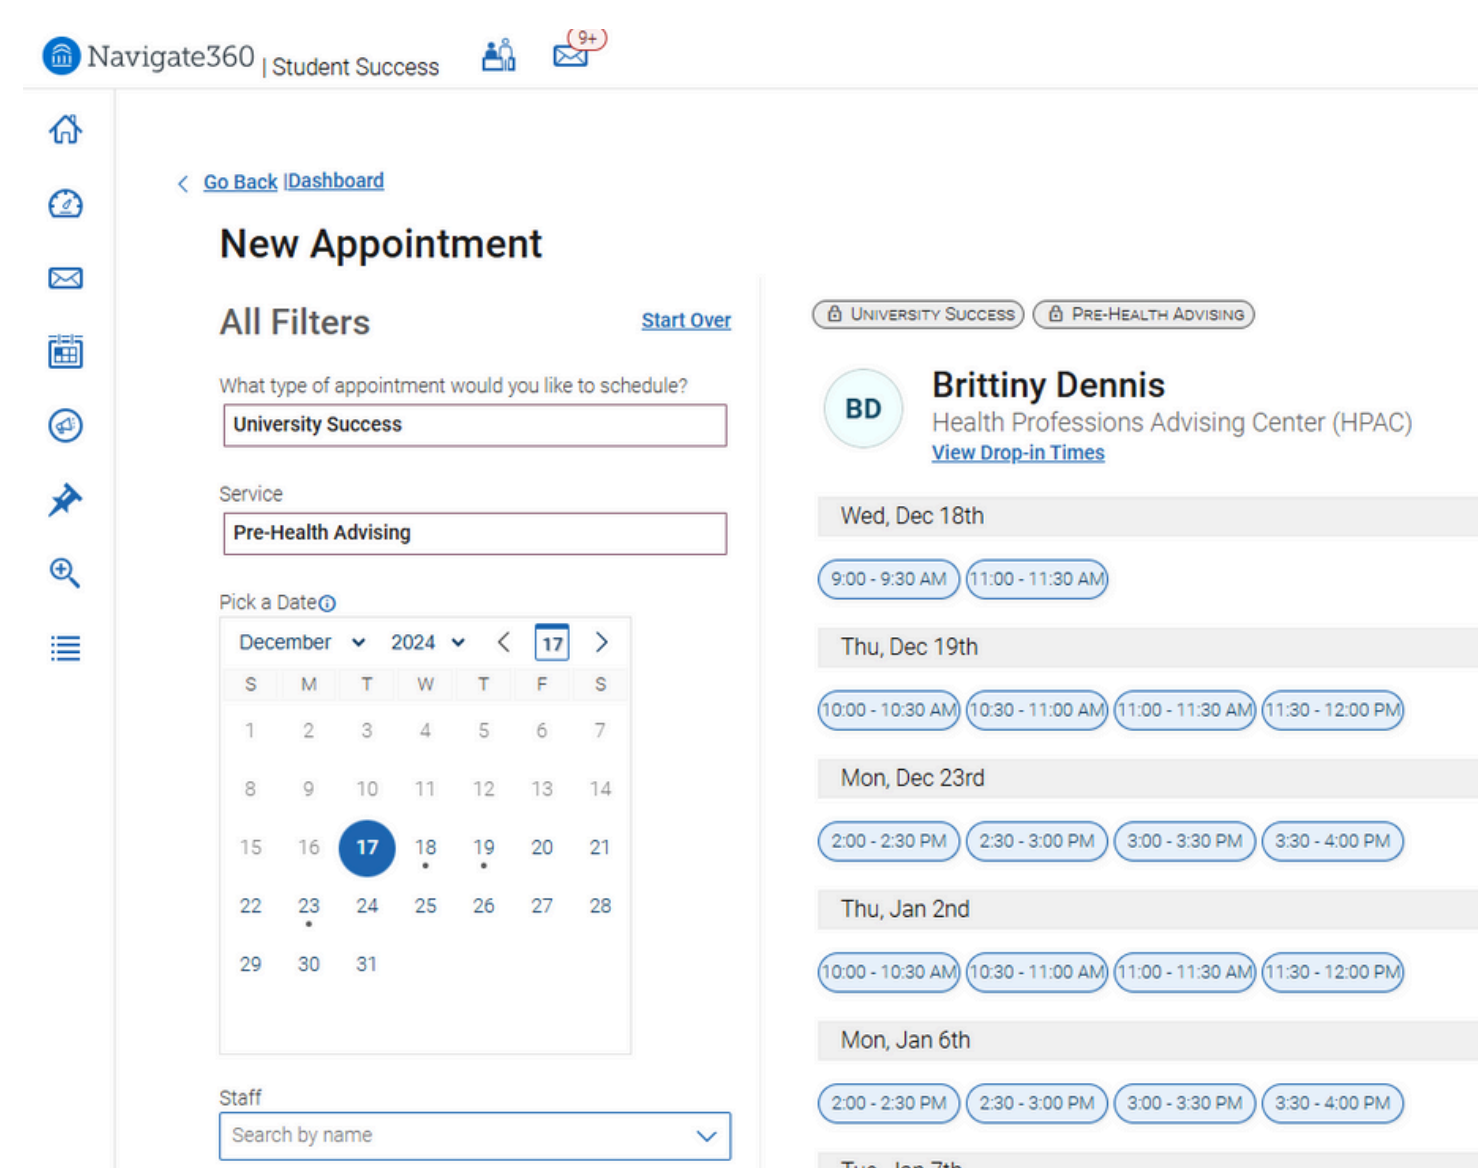 Navigate360 | Student Success
9+
Go Back | Dashboard
New Appointment
All Filters
Start Over
What type of appointment would you like to schedule?
University Success
Service
Pre-Health Advising
Pick a Date
December 2024 17
S M T W T F S
1 2 3 4 5 6 7
8 9 10 11 12 13 14
15 16 17 18 19 20 21
22 23 24 25 26 27 28
29 30 31
Staff
Search by name
University Success Pre-Health Advising
BD
Brittiny Dennis
Health Professions Advising Center (HPAC)
View Drop-in Times
Wed, Dec 18th
9:00 - 9:30 AM 11:00 - 11:30 AM
Thu, Dec 19th
10:00 - 10:30 AM 10:30 - 11:00 AM 11:00 - 11:30 AM 11:30 - 12:00 PM
Mon, Dec 23rd
2:00 - 2:30 PM 2:30 - 3:00 PM 3:00 - 3:30 PM 3:30 - 4:00 PM
Thu, Jan 2nd
10:00 - 10:30 AM 10:30 - 11:00 AM 11:00 - 11:30 AM 11:30 - 12:00 PM
Mon, Jan 6th
2:00 - 2:30 PM 2:30 - 3:00 PM 3:00 - 3:30 PM 3:30 - 4:00 PM
Tue, Jan 7th